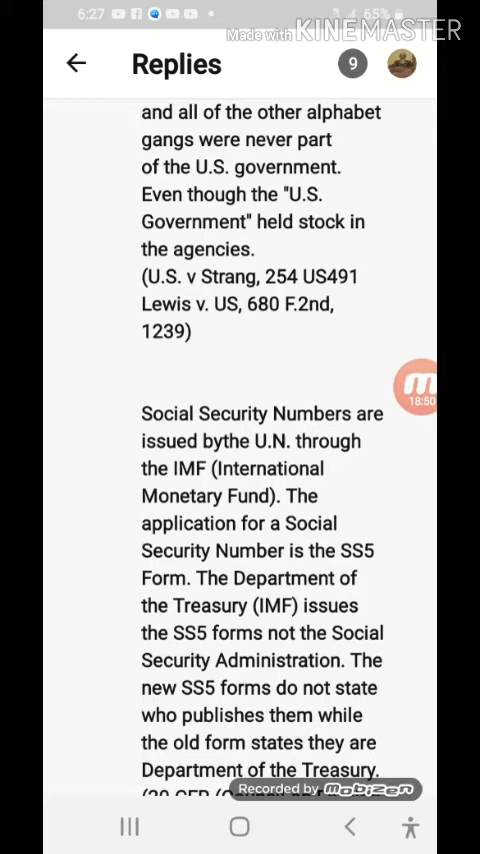 6:27
65%
Made with KINEMASTER
Replies
9
and all of the other alphabet
gangs were never part
of the U.S. government.
Even though the "U.S.
Government" held stock in
the agencies.
(U.S. v Strang, 254 US491
Lewis v. US, 680 F.2nd,
1239)
18:50
Social Security Numbers are
issued bythe U.N. through
the IMF (International
Monetary Fund). The
application for a Social
Security Number is the SS5
Form. The Department of
the Treasury (IMF) issues
the SS5 forms not the Social
Security Administration. The
new SS5 forms do not state
who publishes them while
the old form states they are
Department of the Treasury.
Recorded by mobizen